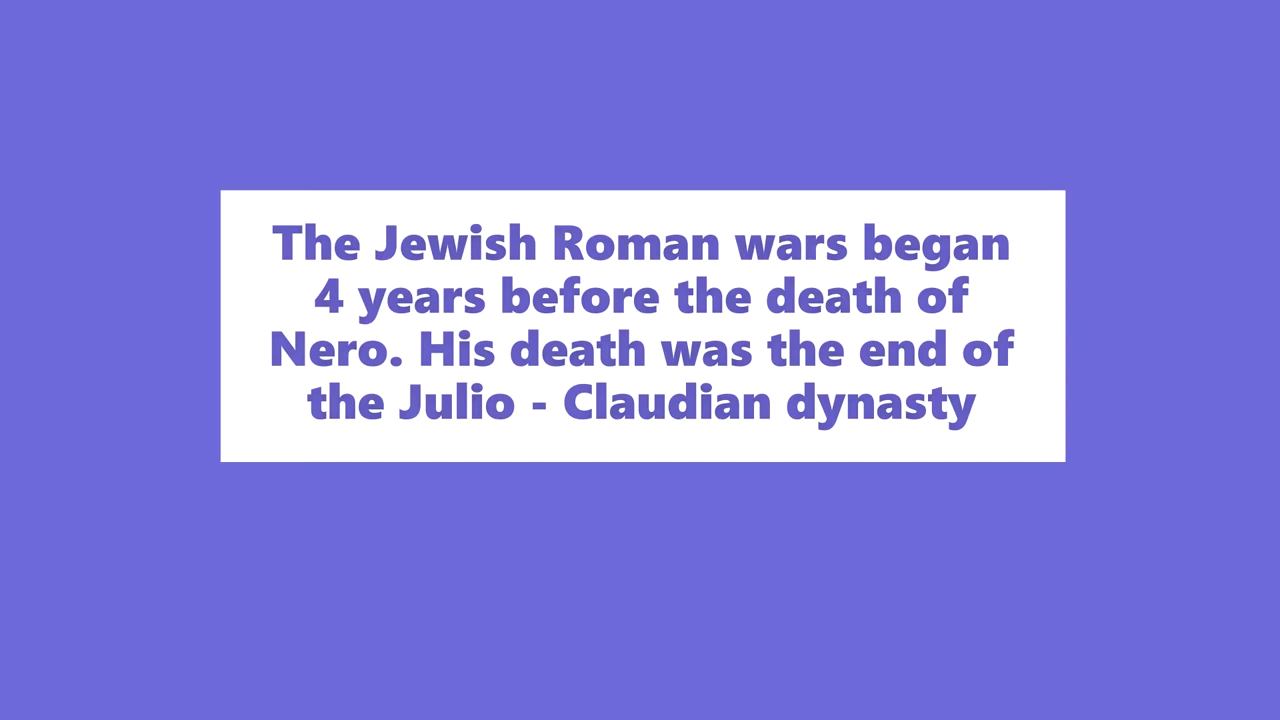 The Jewish Roman wars began
4 years before the death of
Nero. His death was the end of
the Julio - Claudian dynasty